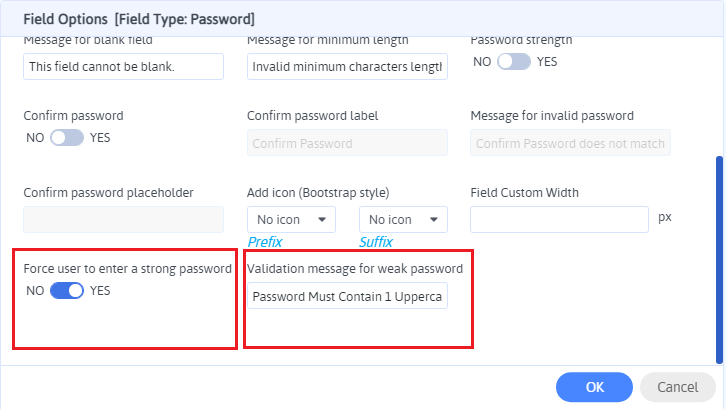 Field Options [Field Type: Password]
Message for blank field Message for minimum length Password strength
This field cannot be blank. Invalid minimum characters length NO YES
Confirm password Confirm password label Message for invalid password
NO YES Confirm Password Confirm Password does not match
Confirm password placeholder Add icon (Bootstrap style) Field Custom Width
No icon No icon px
Prefix Suffix
Force user to enter a strong password Validation message for weak password
NO YES Password Must Contain 1 Upperca
OK Cancel